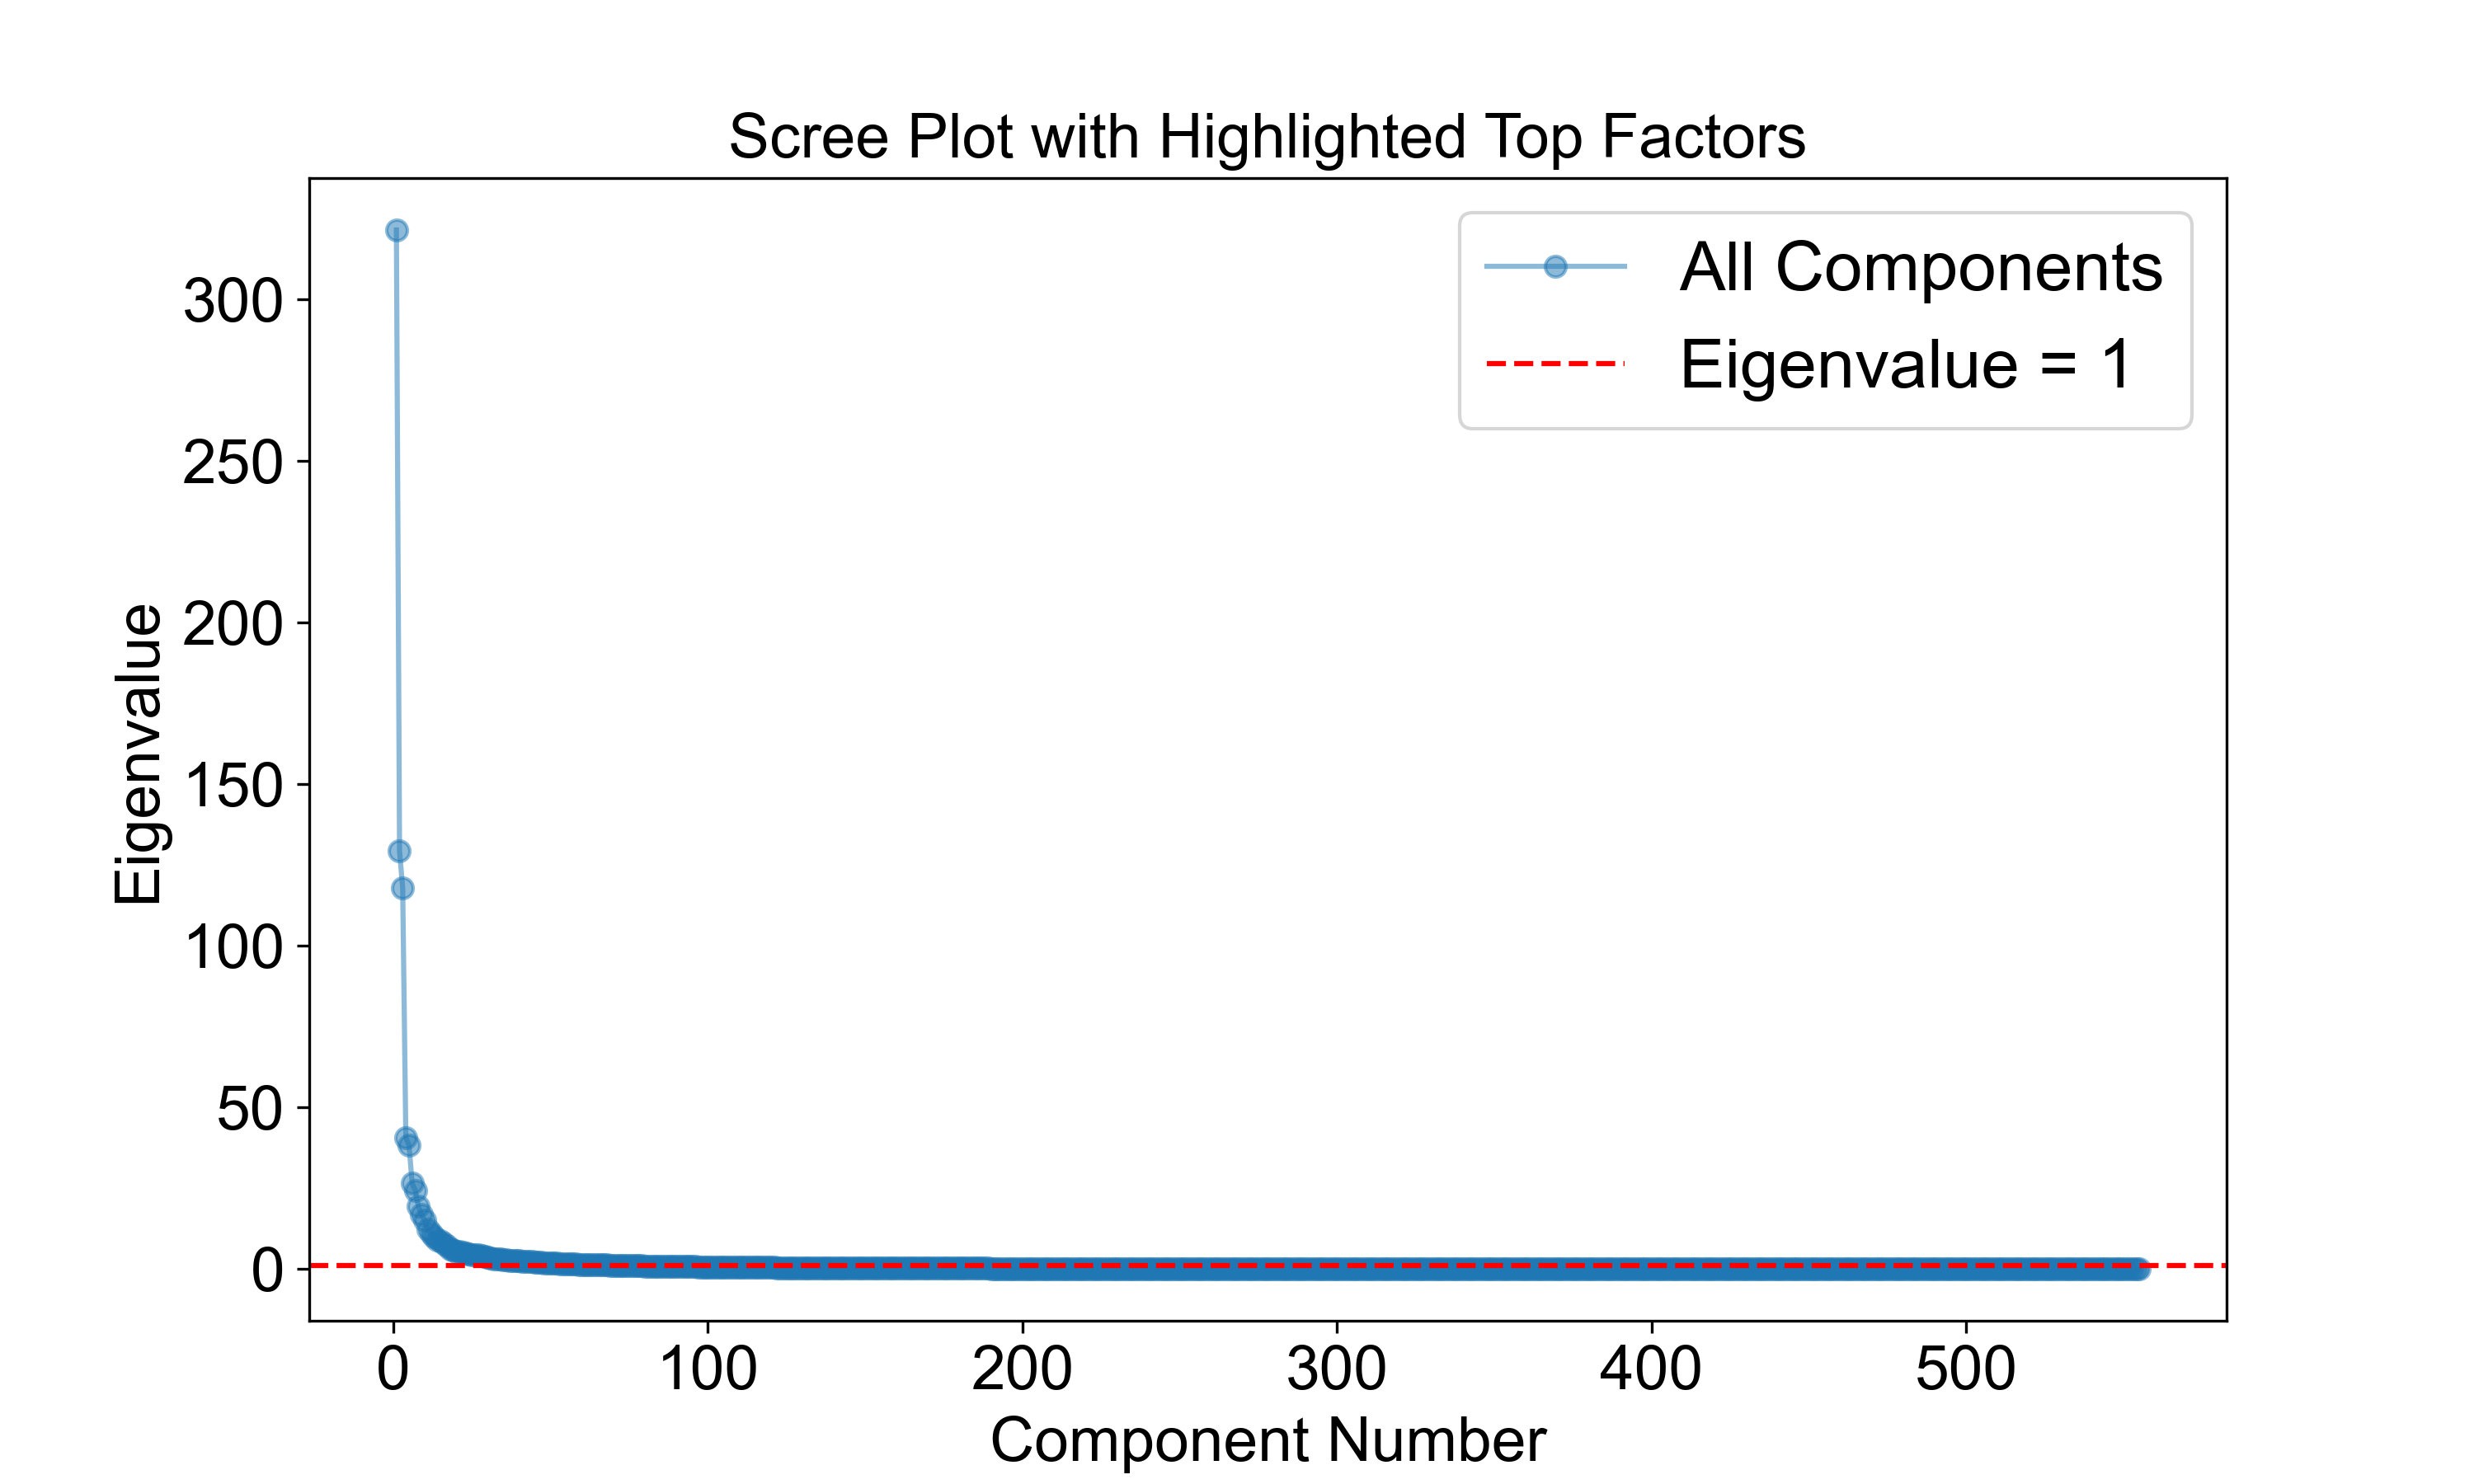 Scree Plot with Highlighted Top Factors
All Components
Eigenvalue = 1
Eigenvalue
300
250
200
150
100
50
0
0 100 200 300 400 500
Component Number